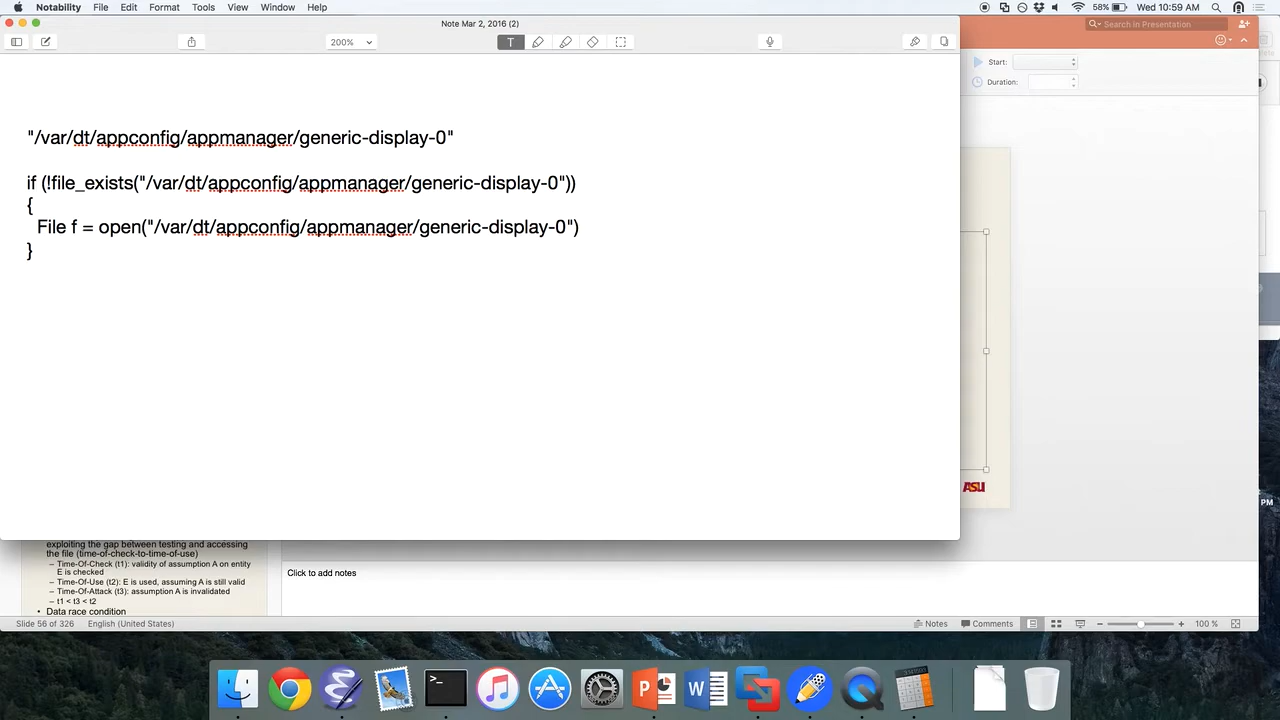 Notability File Edit Format Tools View Window Help
58% Wed 10:59 AM
Note Mar 2, 2016 (2)
Search in Presentation
200%
T
Start:
Duration:
"/var/dt/appconfig/appmanager/generic-display-0"
if (!file_exists("/var/dt/appconfig/appmanager/generic-display-0"))
{
File f = open("/var/dt/appconfig/appmanager/generic-display-0")
}
ASU
PM
exploiting the gap between testing and accessing
the file (time-of-check-to-time-of-use)
– Time-Of-Check (t1): validity of assumption A on entity
E is checked
– Time-Of-Use (t2): E is used, assuming A is still valid
– Time-Of-Attack (t3): assumption A is invalidated
– t1 < t3 < t2
• Data race condition
Click to add notes
Slide 56 of 326 English (United States)
Notes Comments 100 %